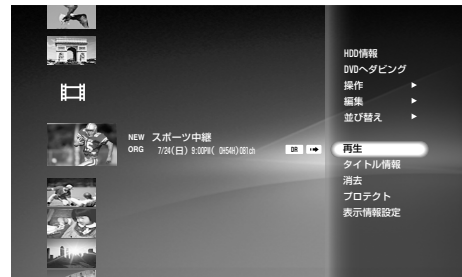 NEW スポーツ中継
ORG 7/24(日) 9:00PM( 0H54H) 081ch DR
HDD情報
DVDへダビング
操作
編集
並び替え
再生
タイトル情報
消去
プロテクト
表示情報設定